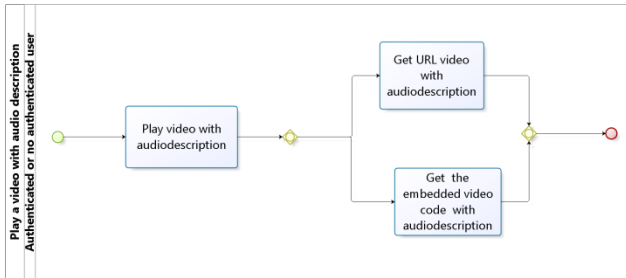 Play a video with audio description
Authenticated or no authenticated user
Play video with
audiodescription
Get URL video
with
audiodescription
Get the
embedded video
code with
audiodescription